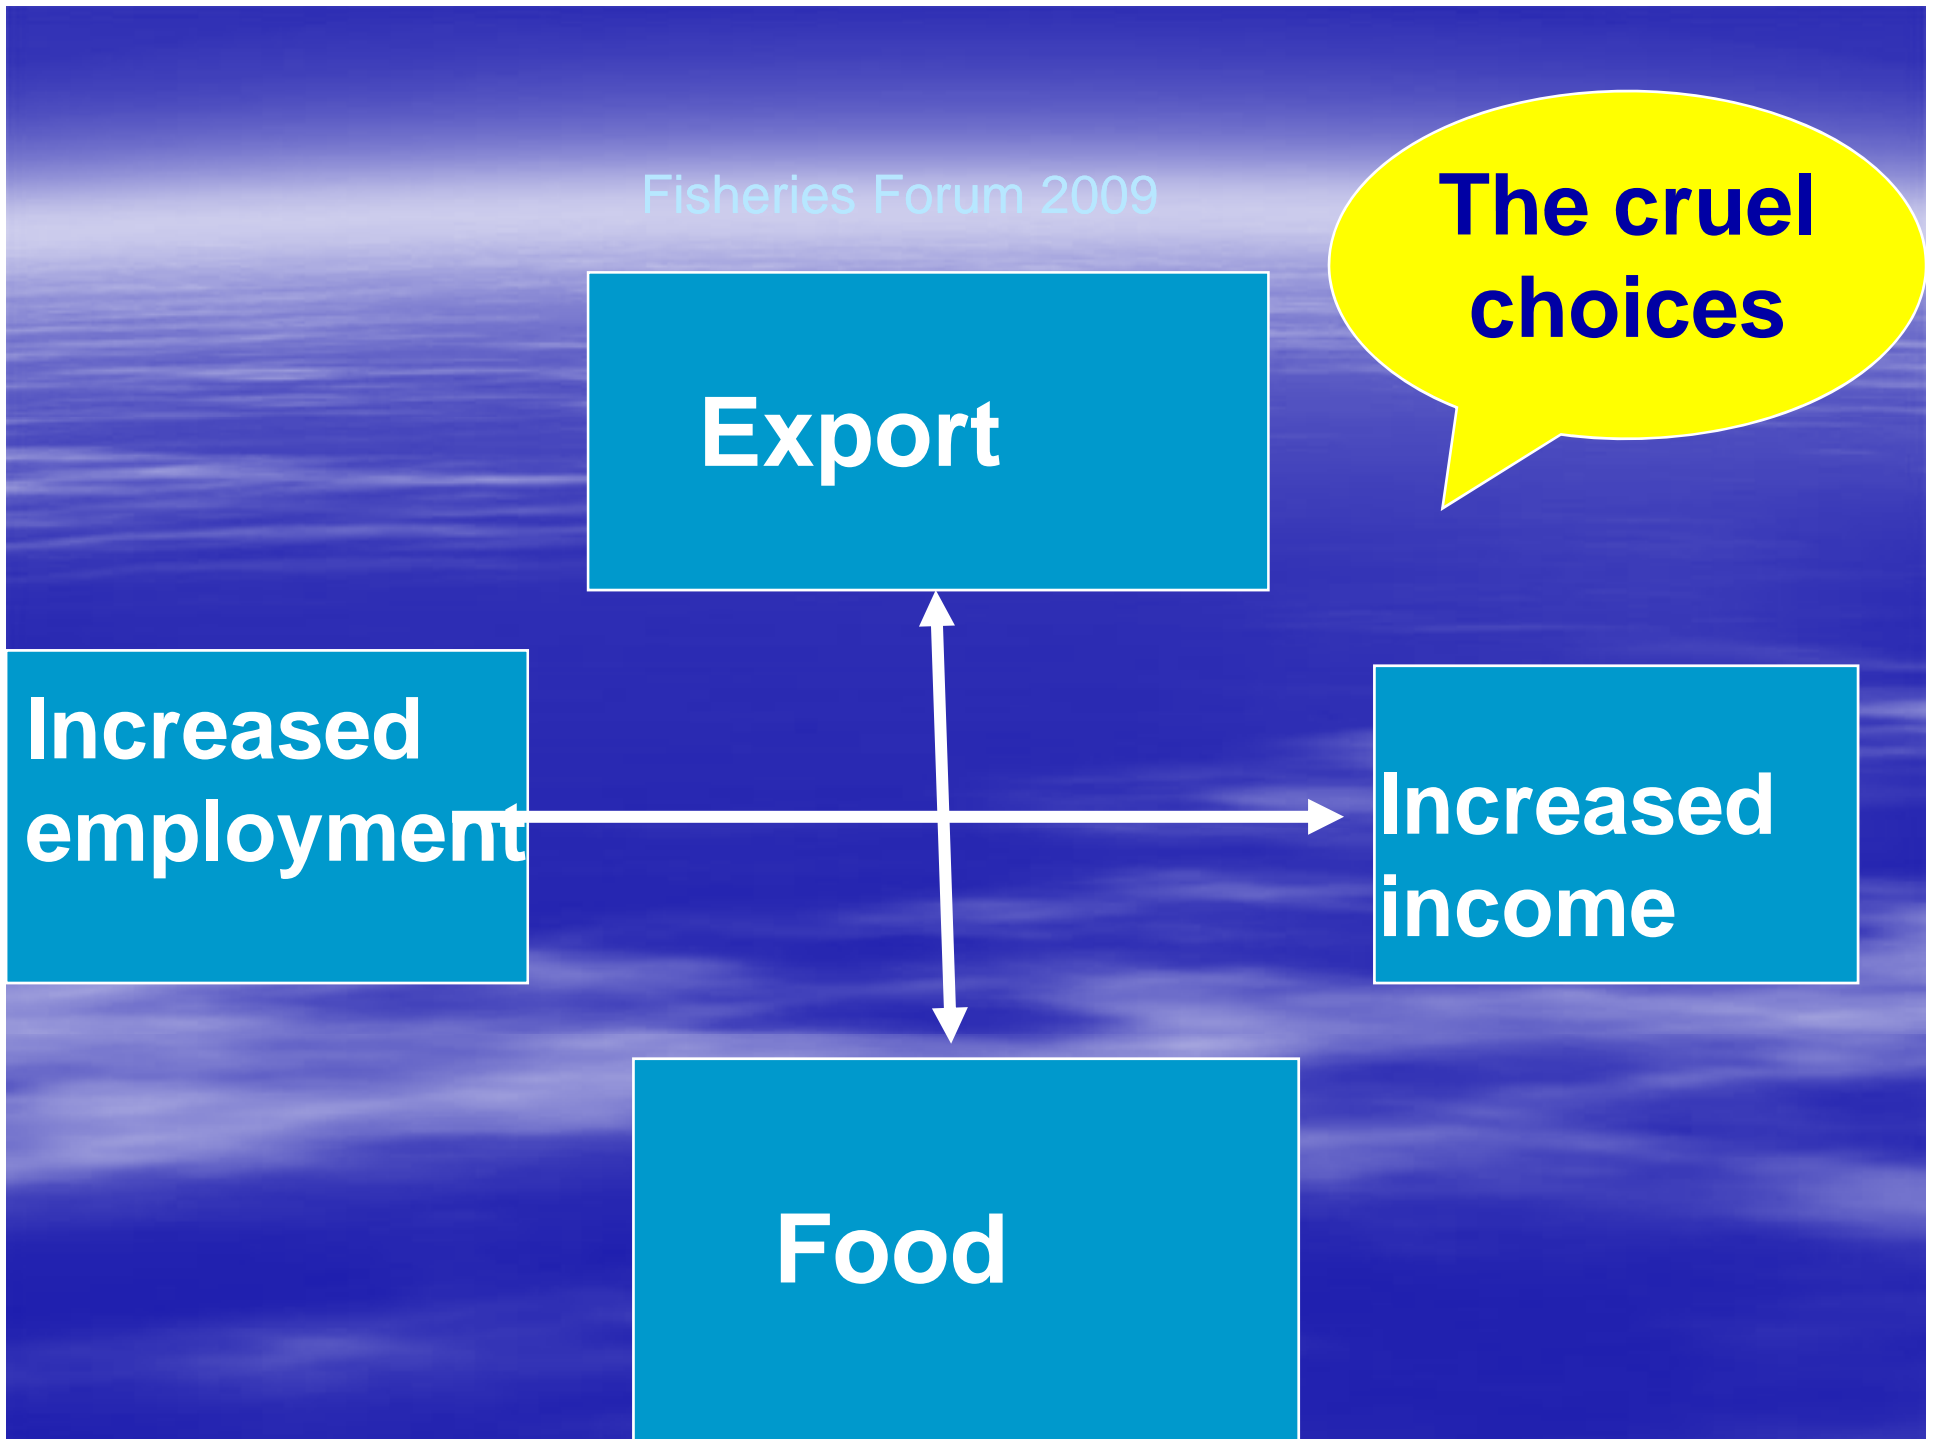 Fisheries Forum 2009
The cruel
choices
Export
Increased
employment
Increased
income
Food